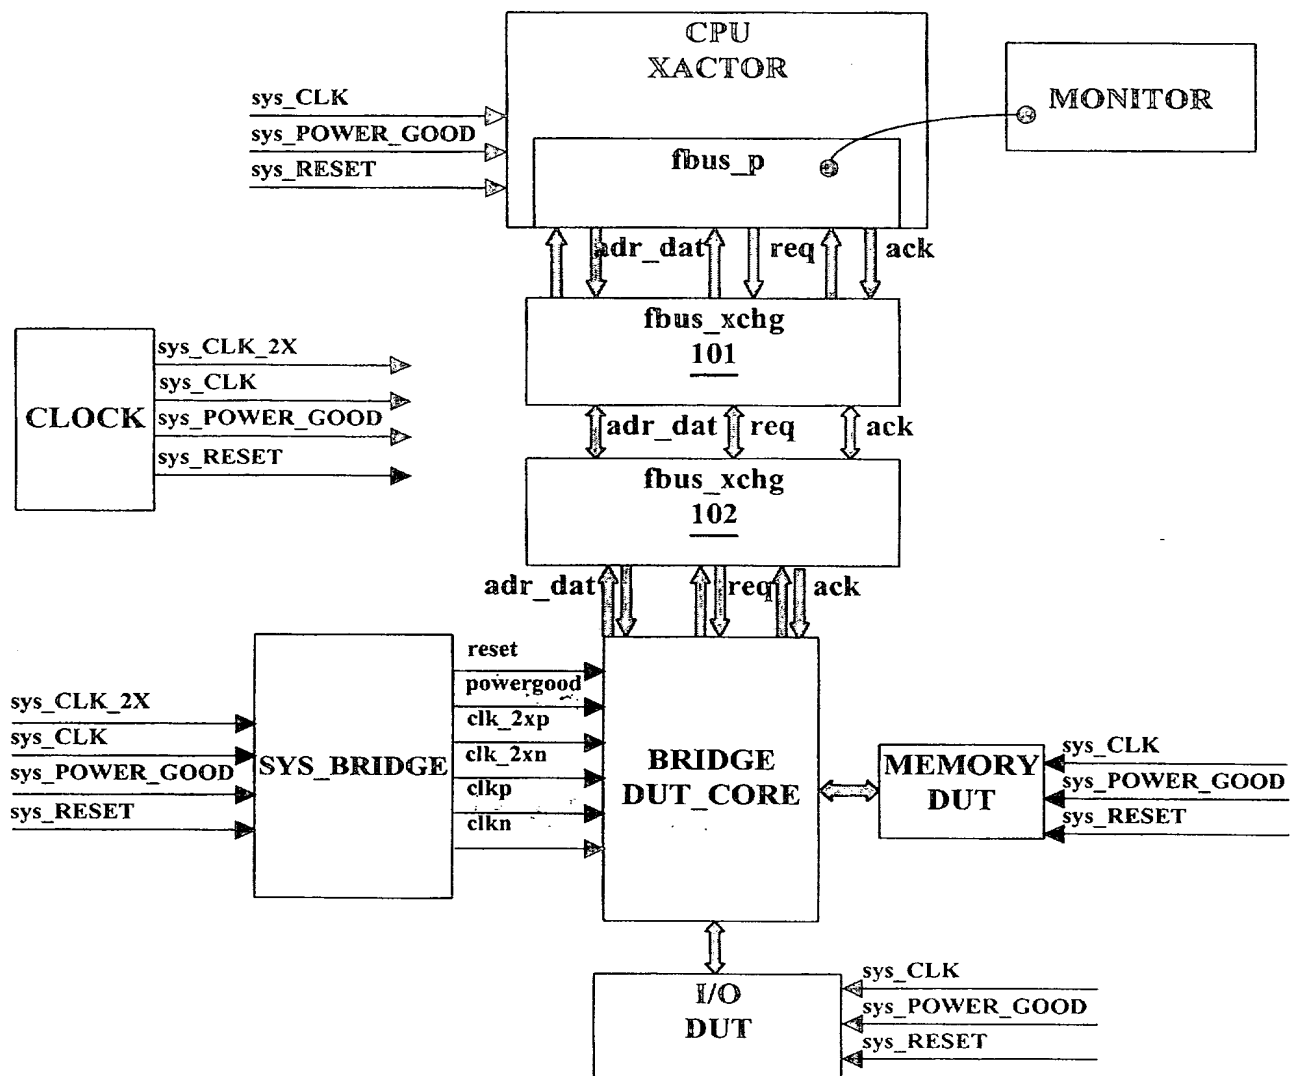 CPU
XACTOR
MONITOR
sys_CLK
sys_POWER_GOOD
sys_RESET
fbus_p
adr_dat req ack
fbus_xchg
101
CLOCK
sys_CLK_2X
sys_CLK
sys_POWER_GOOD
sys_RESET
adr_dat req ack
fbus_xchg
102
adr_dat req ack
SYS_BRIDGE
sys_CLK_2X
sys_CLK
sys_POWER_GOOD
sys_RESET
reset
powergood
clk_2xp
clk_2xn
clkp
clkn
BRIDGE
DUT_CORE
MEMORY
DUT
sys_CLK
sys_POWER_GOOD
sys_RESET
I/O
DUT
sys_CLK
sys_POWER_GOOD
sys_RESET